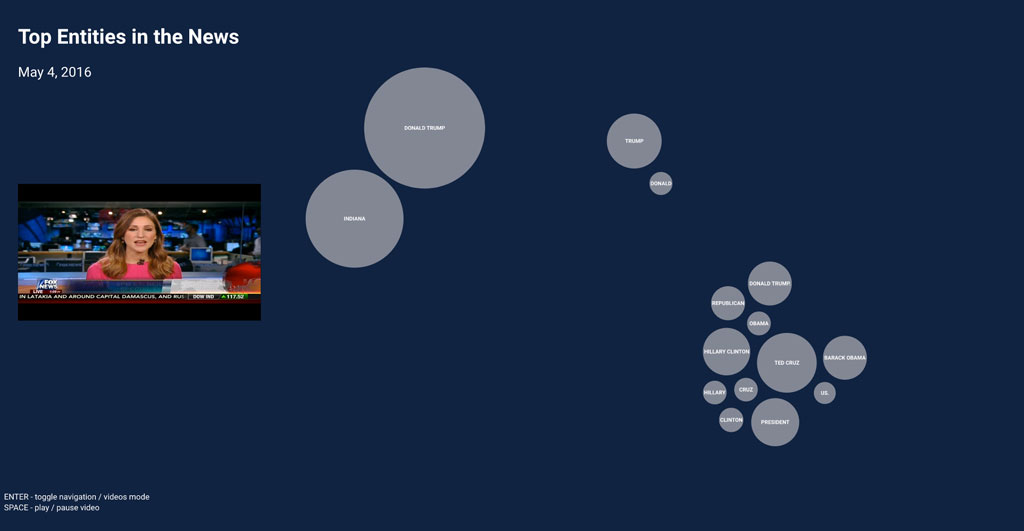 Top Entities in the News
May 4, 2016
DONALD TRUMP
TRUMP
DONALD
INDIANA
FOX
NEWS
LIVE
IN LATAKIA AND AROUND CAPITAL DAMASCUS, AND RUS DOW IND ▲ 117.52
DONALD TRUMP
REPUBLICAN
OBAMA
HILLARY CLINTON
TED CRUZ
BARACK OBAMA
HILLARY
CRUZ
US.
CLINTON
PRESIDENT
ENTER - toggle navigation / videos mode
SPACE - play / pause video